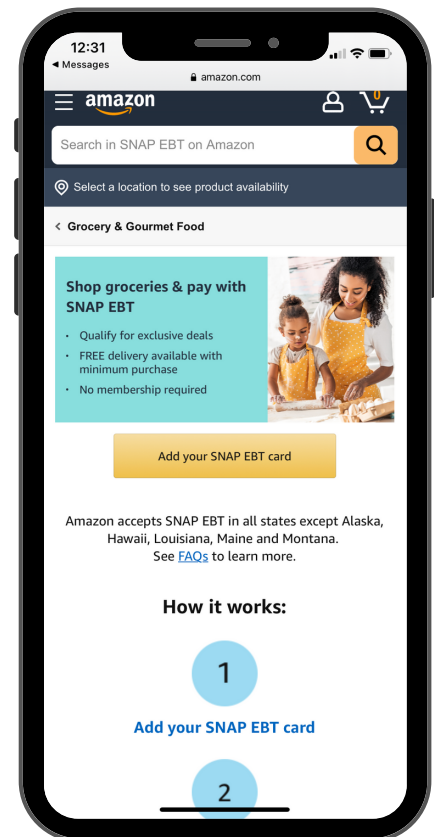 12:31
Messages
amazon.com
amazon
0
Search in SNAP EBT on Amazon
Select a location to see product availability
Grocery & Gourmet Food
Shop groceries & pay with
SNAP EBT
• Qualify for exclusive deals
• FREE delivery available with
minimum purchase
• No membership required
Add your SNAP EBT card
Amazon accepts SNAP EBT in all states except Alaska,
Hawaii, Louisiana, Maine and Montana.
See FAQs to learn more.
How it works:
1
Add your SNAP EBT card
2